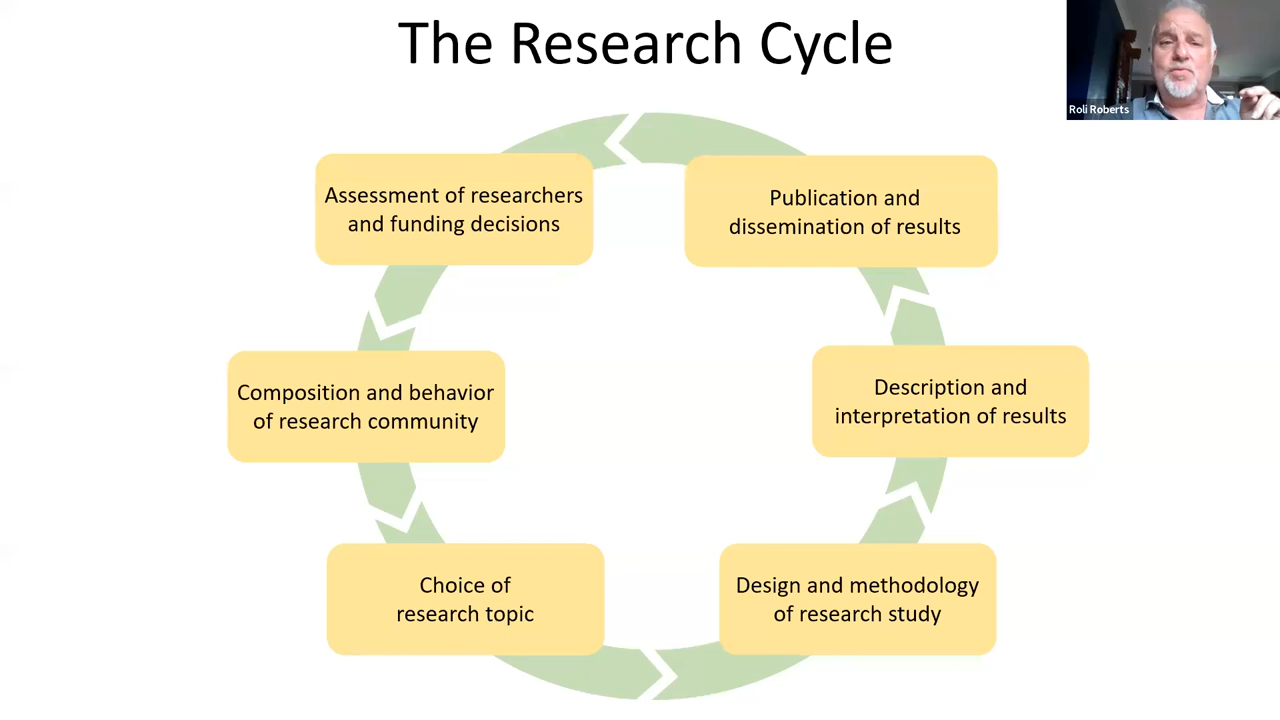 The Research Cycle
Roli Roberts
Assessment of researchers
and funding decisions
Publication and
dissemination of results
Composition and behavior
of research community
Description and
interpretation of results
Choice of
research topic
Design and methodology
of research study